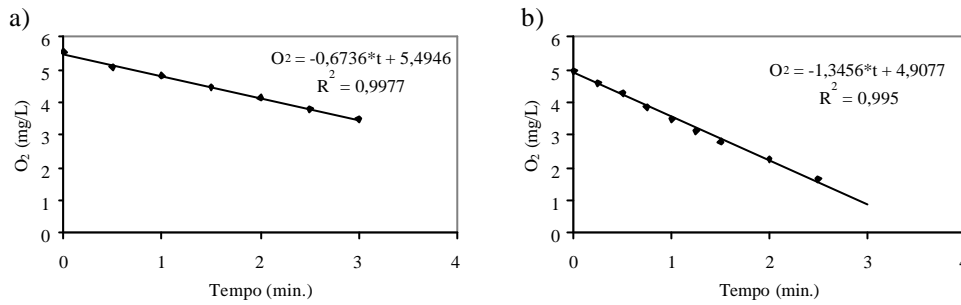 a)
6
5
4
3
2
1
0
O₂ (mg/L)
O₂ = -0,6736*t + 5,4946
R² = 0,9977
0 1 2 3 4
Tempo (min.)
b)
6
5
4
3
2
1
0
O₂ (mg/L)
O₂ = -1,3456*t + 4,9077
R² = 0,995
0 1 2 3 4
Tempo (min.)